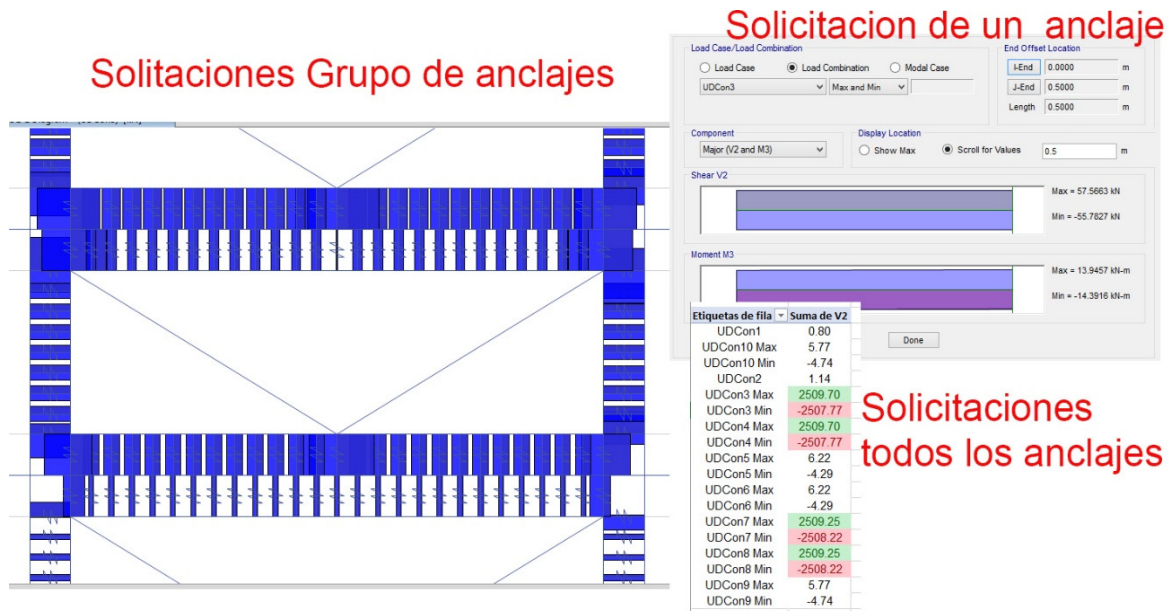 Solicitacion de un anclaje
Solitaciones Grupo de anclajes
Load Case/Load Combination
Load Case
Load Combination
Modal Case
UDCon3
Max and Min
End Offset Location
I-End 0.0000 m
J-End 0.5000 m
Length 0.5000 m
Component
Major (V2 and M3)
Display Location
Show Max
Scroll for Values
0.5 m
Shear V2
Max = 57.5663 kN
Min = -55.7827 kN
Moment M3
Max = 13.9457 kN-m
Min = -14.3916 kN-m
Done
Etiquetas de fila Suma de V2
UDCon1 0.80
UDCon10 Max 5.77
UDCon10 Min -4.74
UDCon2 1.14
UDCon3 Max 2509.70
UDCon3 Min -2507.77
UDCon4 Max 2509.70
UDCon4 Min -2507.77
UDCon5 Max 6.22
UDCon5 Min -4.29
UDCon6 Max 6.22
UDCon6 Min -4.29
UDCon7 Max 2509.25
UDCon7 Min -2508.22
UDCon8 Max 2509.25
UDCon8 Min -2508.22
UDCon9 Max 5.77
UDCon9 Min -4.74
Solicitaciones
todos los anclajes